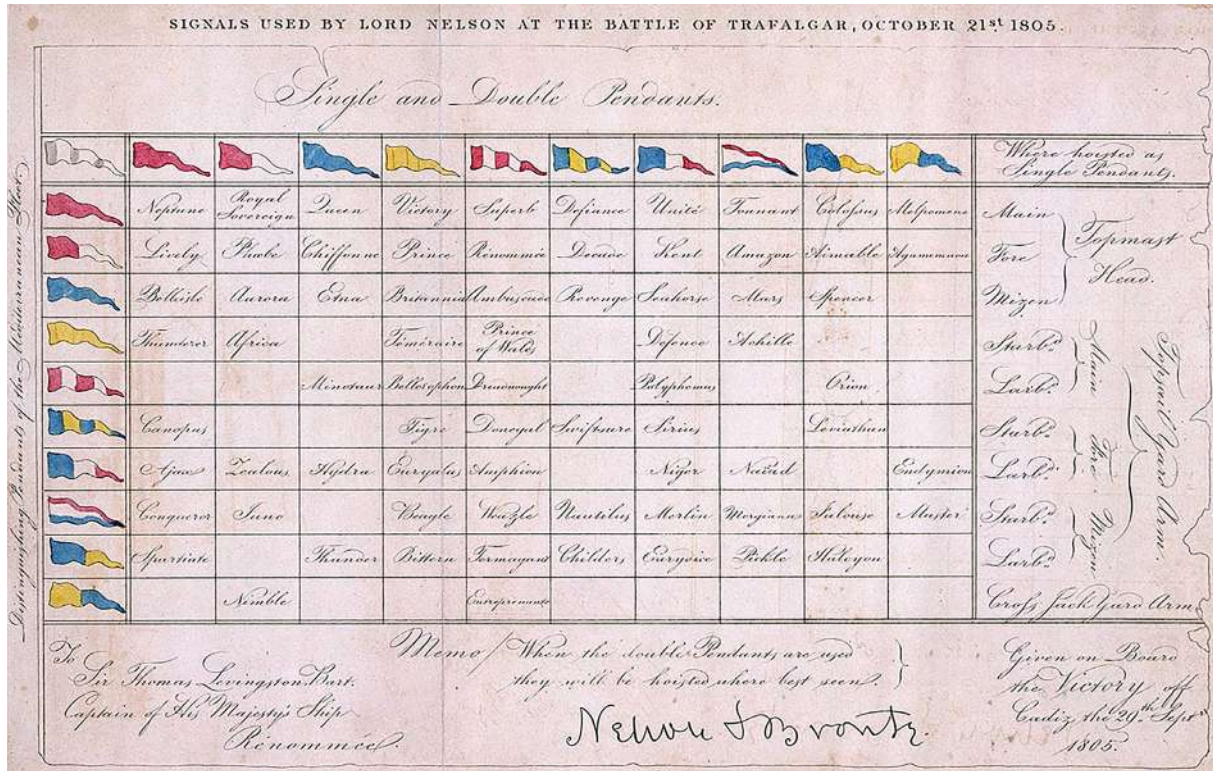 SIGNALS USED BY LORD NELSON AT THE BATTLE OF TRAFALGAR, OCTOBER 21st 1805.
Single and Double Pendants.
Distinguishing Pendants of the Mediterranean Fleet.
Where hoisted as
Single Pendants.
Neptune Royal Sovereign Queen Victory Superb Defiance Unité Tonnant Colossus Melpomene Main
Lively Phœbe Chiffonne Prince Rénommée Decade Kent Amazon Aimable Agamemnon Fore
Topmast
Head.
Belleisle Aurora Etna Britannia Ambuscade Revenge Seahorse Mars Spencer Mizen
Thunderer Africa Téméraire Prince of Wales Defence Achille Starbd
Minotaur Bellerophon Dreadnought Polyphemus Orion Larbd
Main
Canopus Tigre Donegal Swiftsure Sirius Leviathan Starbd
Ajax Zealous Hydra Euryalus Amphion Niger Naiad Endymion Larbd
Fore
Conqueror Juno Beagle Weazle Nautilus Merlin Morgiana Jalouse Master Starbd
Spartiate Thunder Bittern Termagant Childers Eurydice Pickle Halcyon Larbd
Mizen
Topsail Yard Arm.
Nimble Entreprenante Cross Jack Yard Arm
To
Sir Thomas Livingston Bart.
Captain of His Majesty's Ship
Rénommée.
Memo/ When the double Pendants are used
they will be hoisted where best seen.
Nelson & Bronte.
Given on Board
the Victory off
Cadiz the 29th Sept
1805.